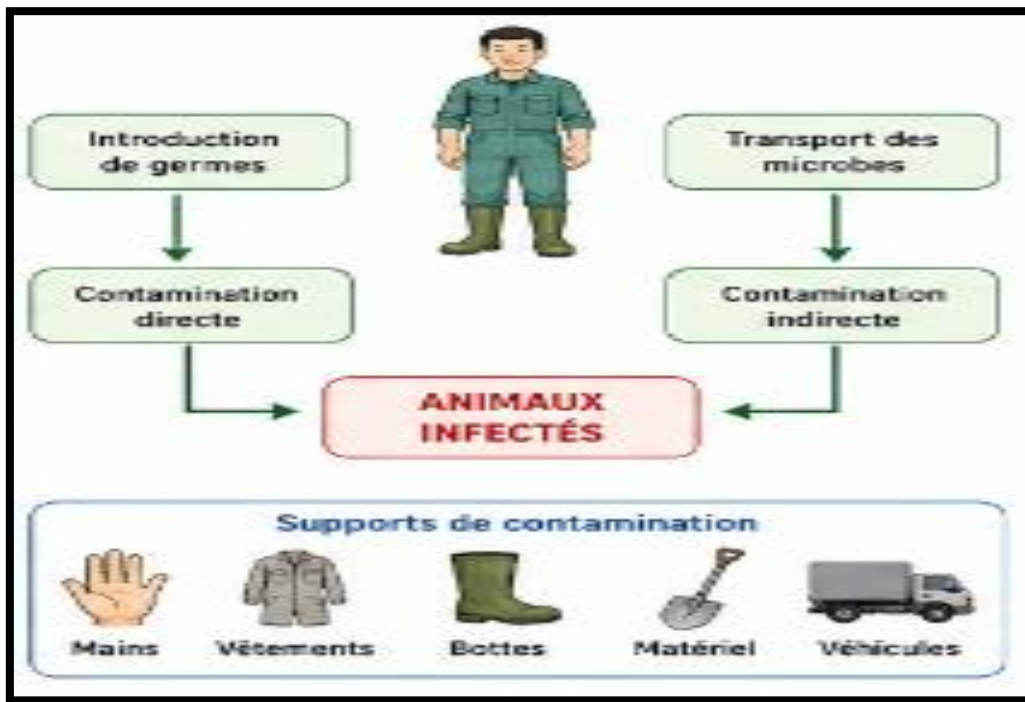 Introduction
de germes
Transport des
microbes
Contamination
directe
Contamination
indirecte
ANIMAUX
INFECTÉS
Supports de contamination
Mains
Vêtements
Bottes
Matériel
Véhicules